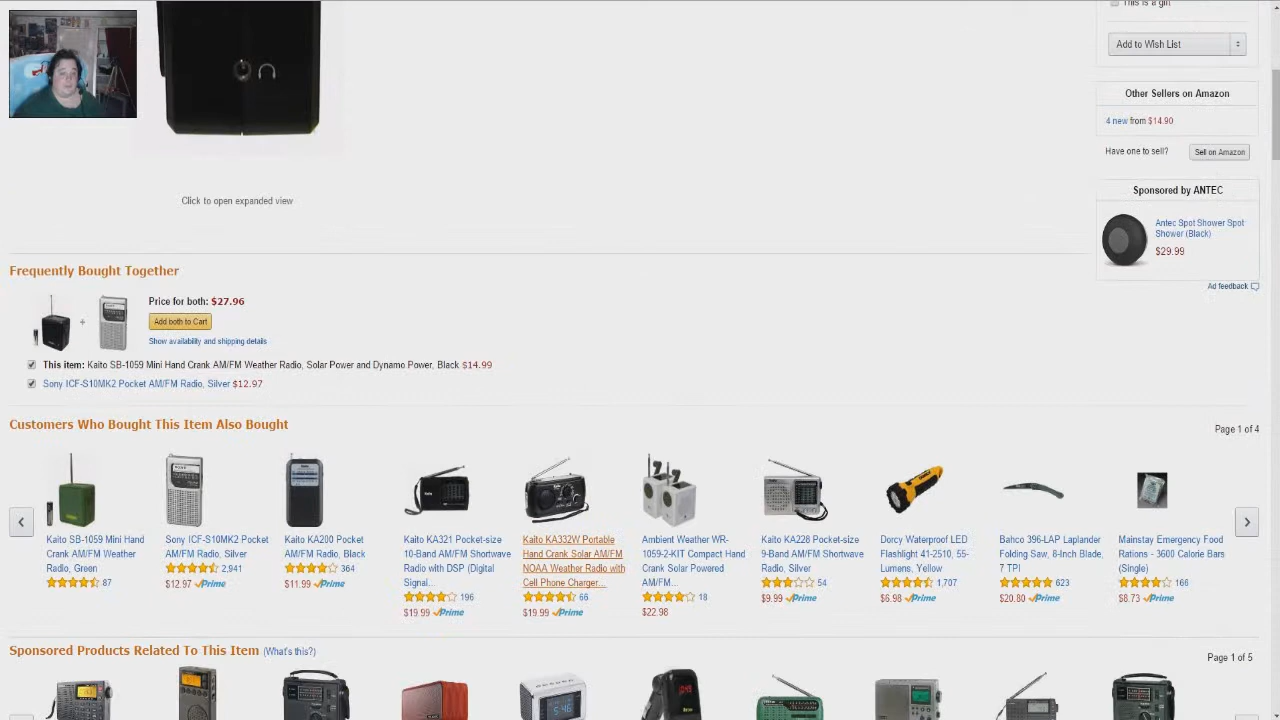 This is a gift
Add to Wish List
Other Sellers on Amazon
4 new from $14.90
Have one to sell? Sell on Amazon
Click to open expanded view
Sponsored by ANTEC
Antec Spot Shower Spot
Shower (Black)
$29.99
Ad feedback
Frequently Bought Together
Price for both: $27.96
+
Add both to Cart
Show availability and shipping details
This item: Kaito SB-1059 Mini Hand Crank AM/FM Weather Radio, Solar Power and Dynamo Power, Black $14.99
Sony ICF-S10MK2 Pocket AM/FM Radio, Silver $12.97
Customers Who Bought This Item Also Bought
Page 1 of 4
Kaito SB-1059 Mini Hand
Crank AM/FM Weather
Radio, Green
87
Sony ICF-S10MK2 Pocket
AM/FM Radio, Silver
2,941
$12.97 Prime
Kaito KA200 Pocket
AM/FM Radio, Black
364
$11.99 Prime
Kaito KA321 Pocket-size
10-Band AM/FM Shortwave
Radio with DSP (Digital
Signal...
196
$19.99 Prime
Kaito KA332W Portable
Hand Crank Solar AM/FM
NOAA Weather Radio with
Cell Phone Charger...
66
$19.99 Prime
Ambient Weather WR-
1059-2-KIT Compact Hand
Crank Solar Powered
AM/FM...
18
$22.98
Kaito KA228 Pocket-size
9-Band AM/FM Shortwave
Radio, Silver
54
$9.99 Prime
Dorcy Waterproof LED
Flashlight 41-2510, 55-
Lumens, Yellow
1,707
$6.98 Prime
Bahco 396-LAP Laplander
Folding Saw, 8-Inch Blade,
7 TPI
623
$20.80 Prime
Mainstay Emergency Food
Rations - 3600 Calorie Bars
(Single)
166
$8.73 Prime
Sponsored Products Related To This Item (What's this?)
Page 1 of 5